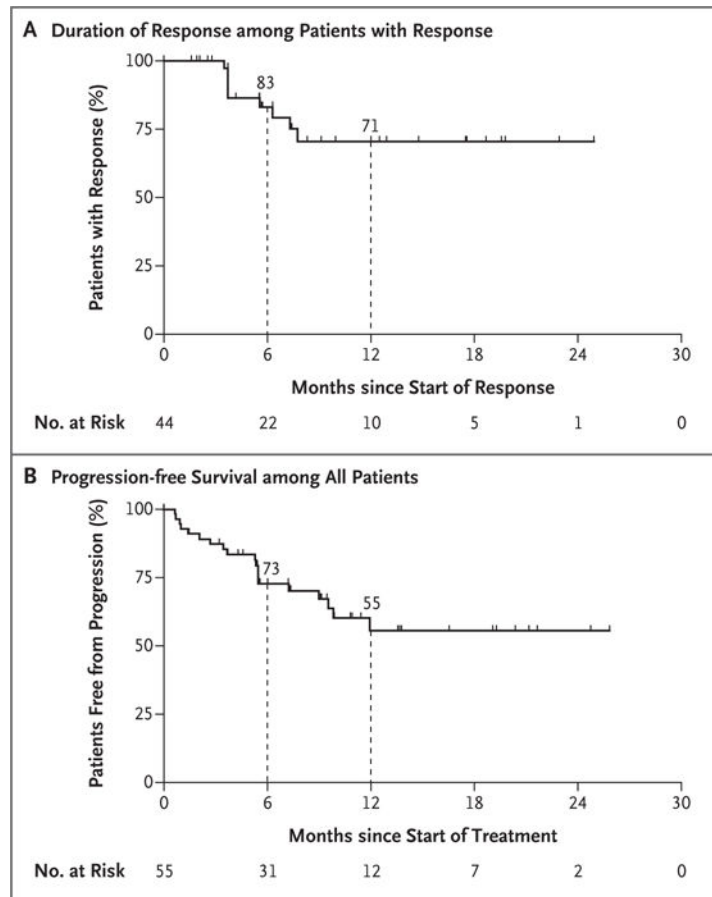 A Duration of Response among Patients with Response
Patients with Response (%)
100
75
50
25
0
83
71
0 6 12 18 24 30
Months since Start of Response
No. at Risk 44 22 10 5 1 0
B Progression-free Survival among All Patients
Patients Free from Progression (%)
100
75
50
25
0
73
55
0 6 12 18 24 30
Months since Start of Treatment
No. at Risk 55 31 12 7 2 0